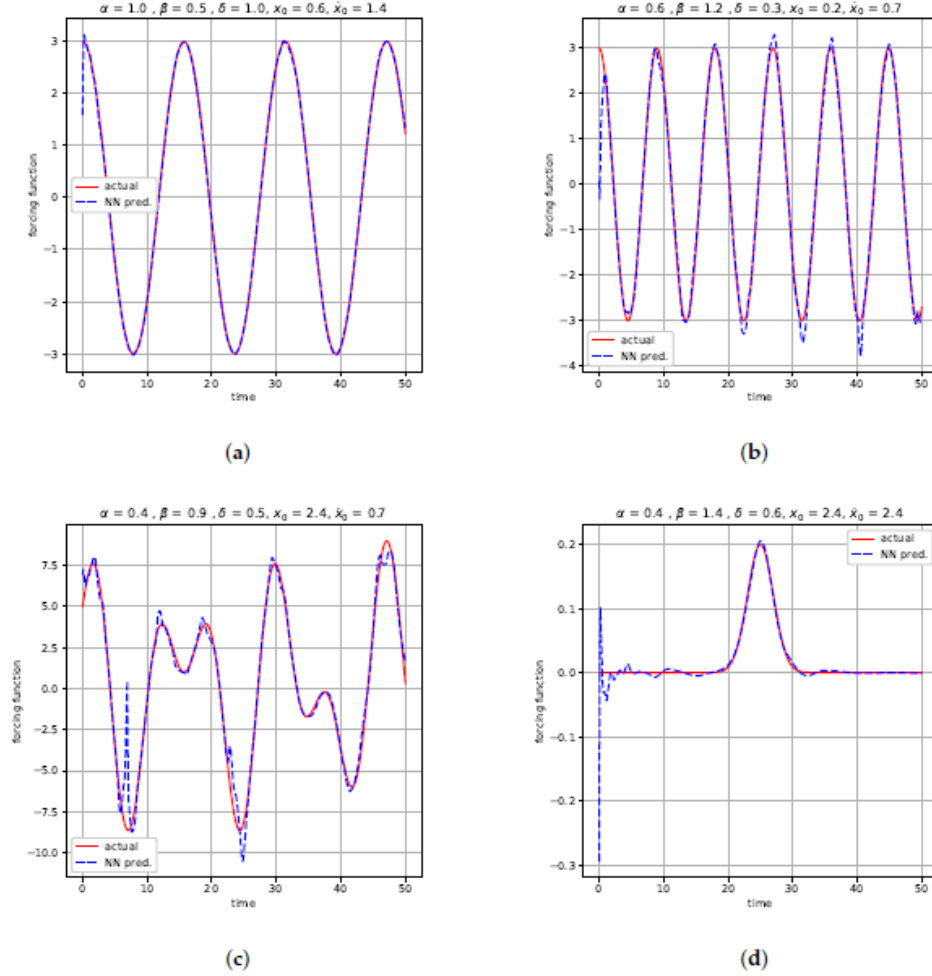 α = 1.0 , β = 0.5 , δ = 1.0, x₀ = 0.6, ẋ₀ = 1.4
3
2
1
0
−1
−2
−3
forcing function
actual
NN pred.
0 10 20 30 40 50
time
(a)
α = 0.6 , β = 1.2 , δ = 0.3, x₀ = 0.2, ẋ₀ = 0.7
3
2
1
0
−1
−2
−3
−4
forcing function
actual
NN pred.
0 10 20 30 40 50
time
(b)
α = 0.4 , β = 0.9 , δ = 0.5, x₀ = 2.4, ẋ₀ = 0.7
7.5
5.0
2.5
0.0
−2.5
−5.0
−7.5
−10.0
forcing function
actual
NN pred.
0 10 20 30 40 50
time
(c)
α = 0.4 , β = 1.4 , δ = 0.6, x₀ = 2.4, ẋ₀ = 2.4
0.2
0.1
0.0
−0.1
−0.2
−0.3
forcing function
actual
NN pred.
0 10 20 30 40 50
time
(d)